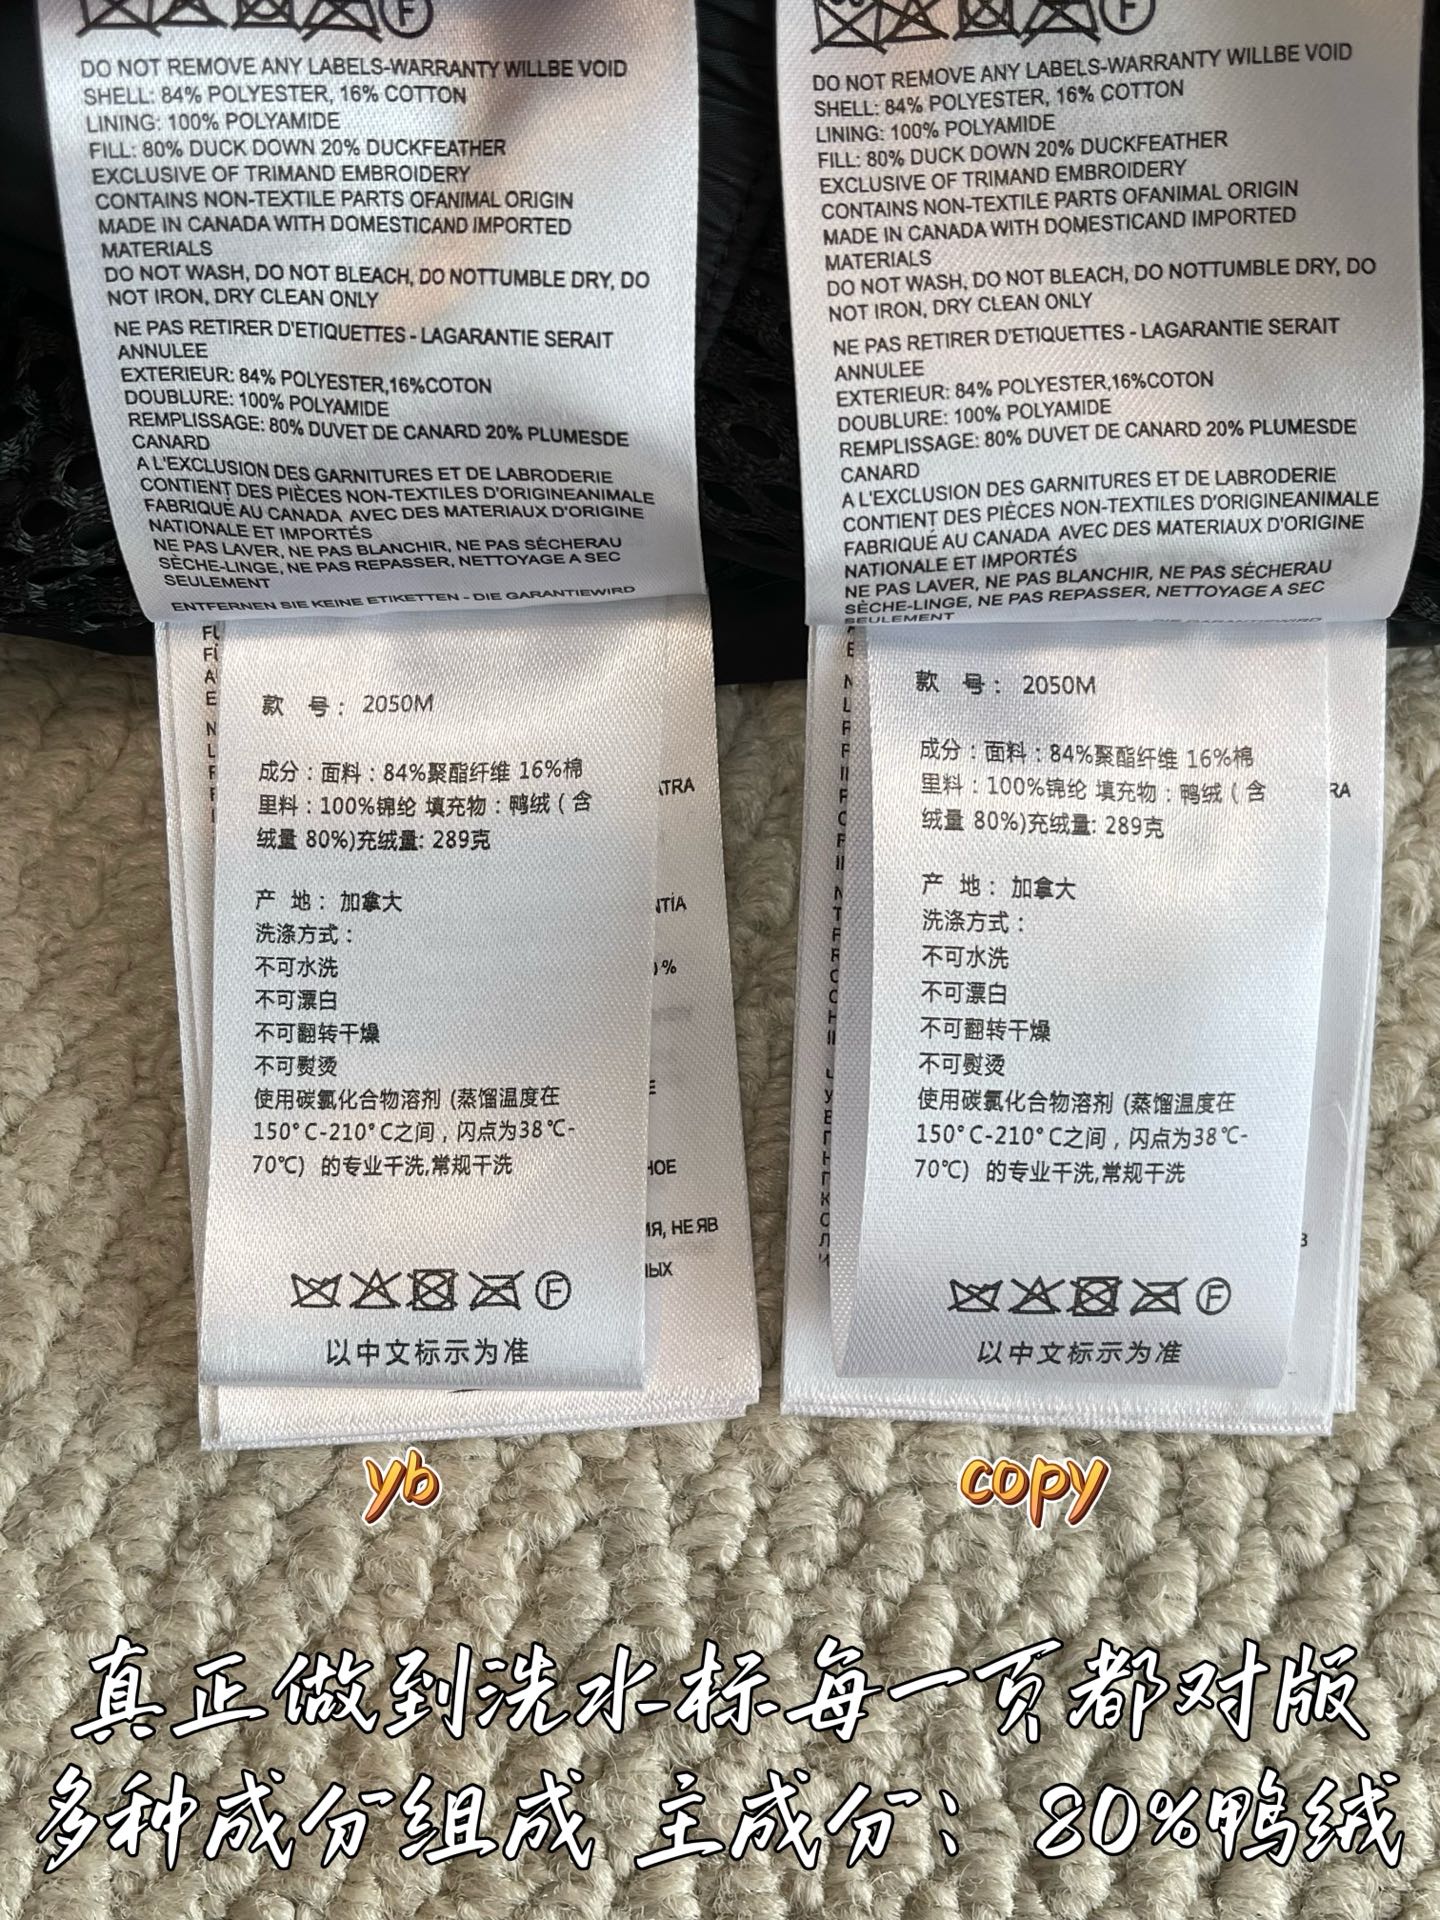 DO NOT REMOVE ANY LABELS-WARRANTY WILLBE VOID
SHELL: 84% POLYESTER, 16% COTTON
LINING: 100% POLYAMIDE
FILL: 80% DUCK DOWN 20% DUCKFEATHER
EXCLUSIVE OF TRIMAND EMBROIDERY
CONTAINS NON-TEXTILE PARTS OFANIMAL ORIGIN
MADE IN CANADA WITH DOMESTICAND IMPORTED
MATERIALS
DO NOT WASH, DO NOT BLEACH, DO NOTTUMBLE DRY, DO
NOT IRON, DRY CLEAN ONLY
NE PAS RETIRER D'ETIQUETTES - LAGARANTIE SERAIT
ANNULEE
EXTERIEUR: 84% POLYESTER,16%COTON
DOUBLURE: 100% POLYAMIDE
REMPLISSAGE: 80% DUVET DE CANARD 20% PLUMESDE
CANARD
A L'EXCLUSION DES GARNITURES ET DE LABRODERIE
CONTIENT DES PIÈCES NON-TEXTILES D'ORIGINEANIMALE
FABRIQUÉ AU CANADA AVEC DES MATERIAUX D'ORIGINE
NATIONALE ET IMPORTÉS
NE PAS LAVER, NE PAS BLANCHIR, NE PAS SÉCHERAU
SÈCHE-LINGE, NE PAS REPASSER, NETTOYAGE A SEC
SEULEMENT
ENTFERNEN SIE KEINE ETIKETTEN - DIE GARANTIEWIRD
款 号: 2050M
成分:面料:84%聚酯纤维 16%棉
里料:100%锦纶 填充物:鸭绒(含
绒量 80%)充绒量: 289克
产 地: 加拿大
洗涤方式:
不可水洗
不可漂白
不可翻转干燥
不可熨烫
使用碳氯化合物溶剂 (蒸馏温度在
150°C-210°C之间,闪点为38℃-
70℃) 的专业干洗,常规干洗
F
以中文标示为准
yb
DO NOT REMOVE ANY LABELS-WARRANTY WILLBE VOID
SHELL: 84% POLYESTER, 16% COTTON
LINING: 100% POLYAMIDE
FILL: 80% DUCK DOWN 20% DUCKFEATHER
EXCLUSIVE OF TRIMAND EMBROIDERY
CONTAINS NON-TEXTILE PARTS OFANIMAL ORIGIN
MADE IN CANADA WITH DOMESTICAND IMPORTED
MATERIALS
DO NOT WASH, DO NOT BLEACH, DO NOTTUMBLE DRY, DO
NOT IRON, DRY CLEAN ONLY
NE PAS RETIRER D'ETIQUETTES - LAGARANTIE SERAIT
ANNULEE
EXTERIEUR: 84% POLYESTER,16%COTON
DOUBLURE: 100% POLYAMIDE
REMPLISSAGE: 80% DUVET DE CANARD 20% PLUMESDE
CANARD
A L'EXCLUSION DES GARNITURES ET DE LABRODERIE
CONTIENT DES PIÈCES NON-TEXTILES D'ORIGINEANIMALE
FABRIQUÉ AU CANADA AVEC DES MATERIAUX D'ORIGINE
NATIONALE ET IMPORTÉS
NE PAS LAVER, NE PAS BLANCHIR, NE PAS SÉCHERAU
SÈCHE-LINGE, NE PAS REPASSER, NETTOYAGE A SEC
SEULEMENT
款 号: 2050M
成分:面料:84%聚酯纤维 16%棉
里料:100%锦纶 填充物:鸭绒(含
绒量 80%)充绒量: 289克
产 地: 加拿大
洗涤方式:
不可水洗
不可漂白
不可翻转干燥
不可熨烫
使用碳氯化合物溶剂 (蒸馏温度在
150°C-210°C之间,闪点为38℃-
70℃) 的专业干洗,常规干洗
F
以中文标示为准
copy
真正做到洗水标每一页都对版
多种成分组成 主成分:80%鸭绒